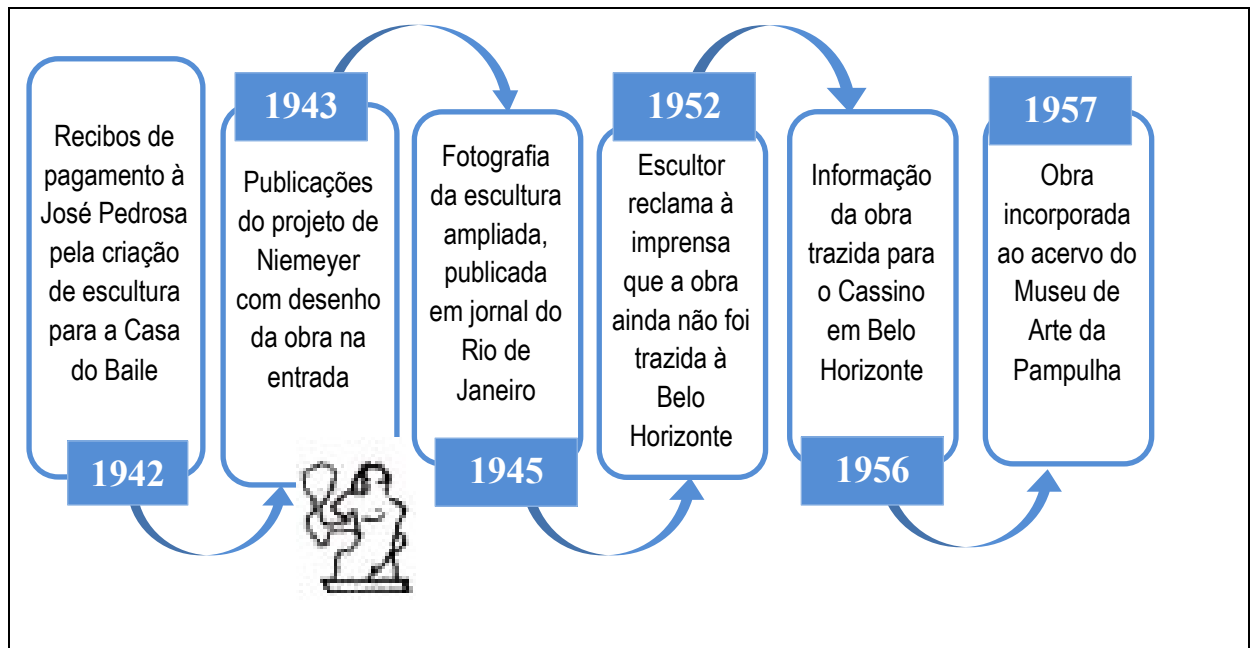 Recibos de
pagamento à
José Pedrosa
pela criação
de escultura
para a Casa
do Baile
1942
1943
Publicações
do projeto de
Niemeyer
com desenho
da obra na
entrada
Fotografia
da escultura
ampliada,
publicada
em jornal do
Rio de
Janeiro
1945
1952
Escultor
reclama à
imprensa
que a obra
ainda não foi
trazida à
Belo
Horizonte
Informação
da obra
trazida para
o Cassino
em Belo
Horizonte
1956
1957
Obra
incorporada
ao acervo do
Museu de
Arte da
Pampulha